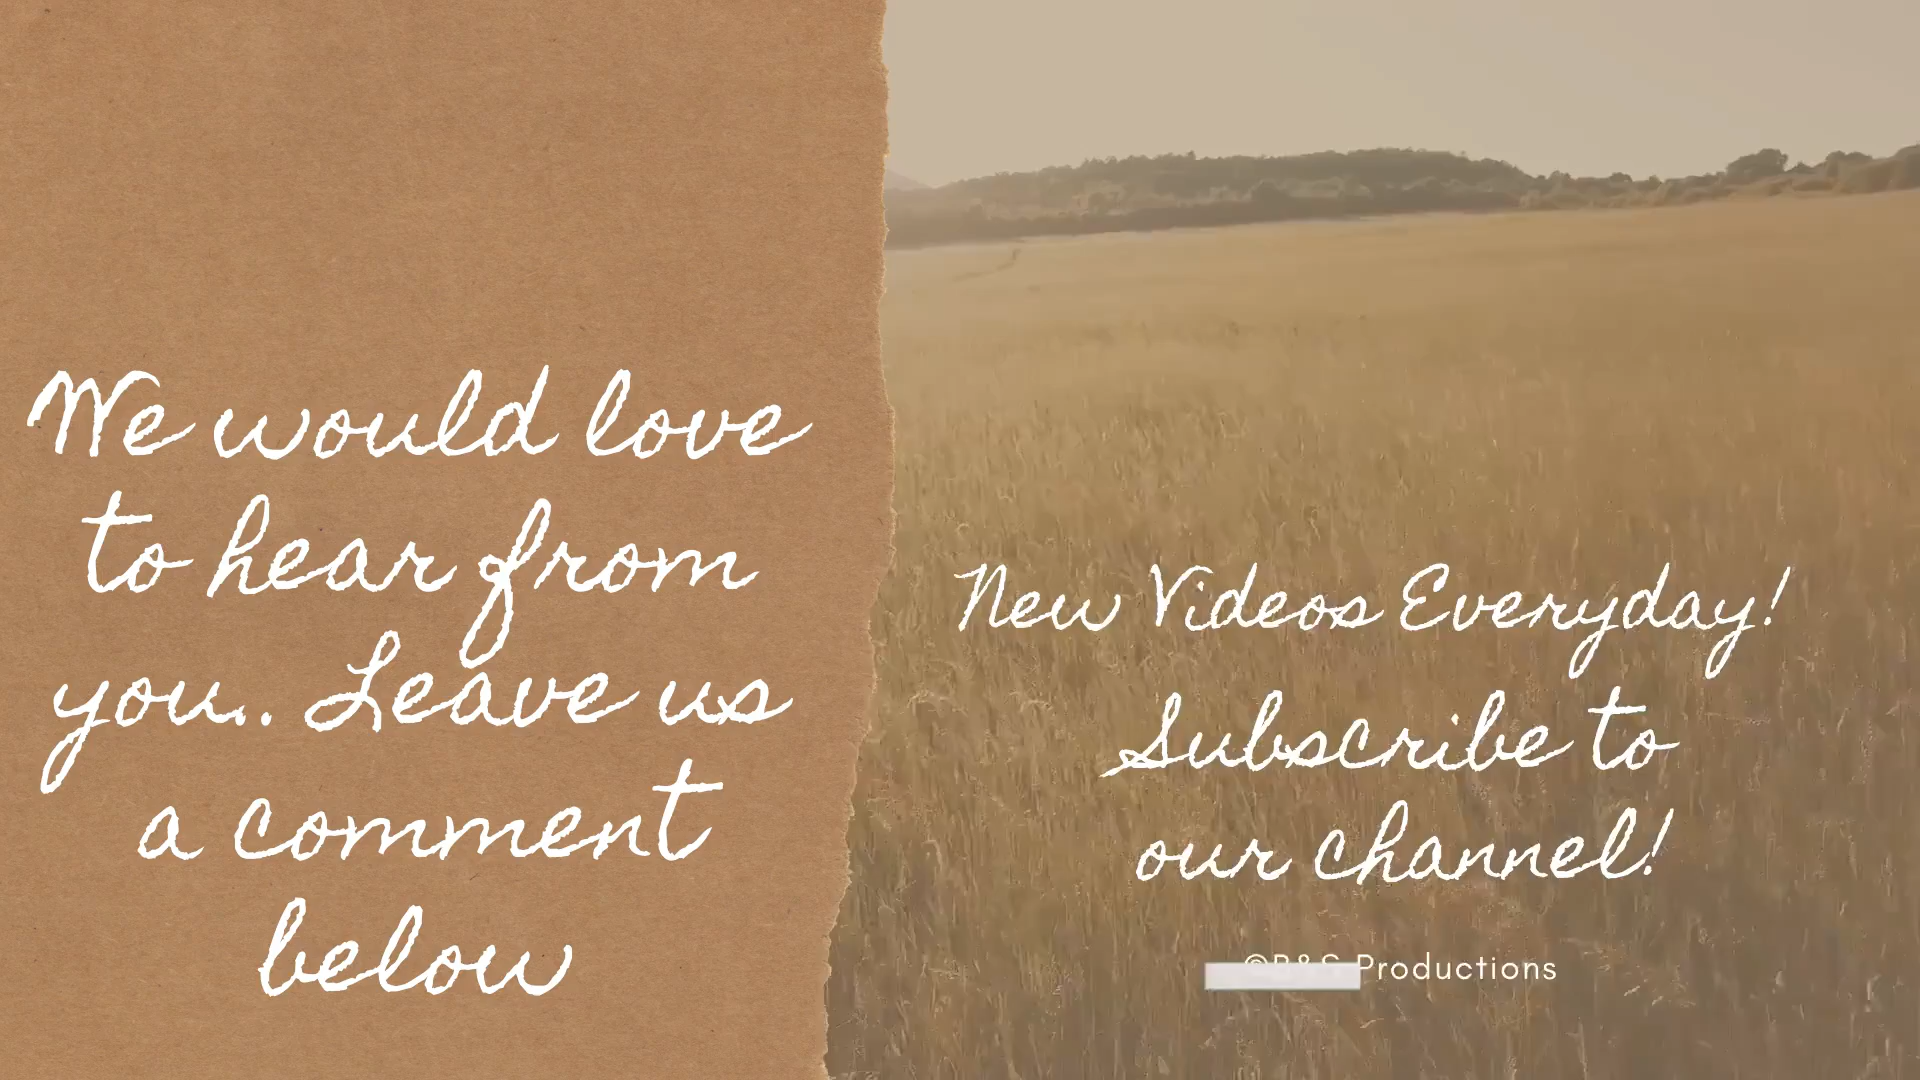 We would love
to hear from
you.. Leave us
a comment
below
New Videos Everyday!
Subscribe to
our channel!
Productions